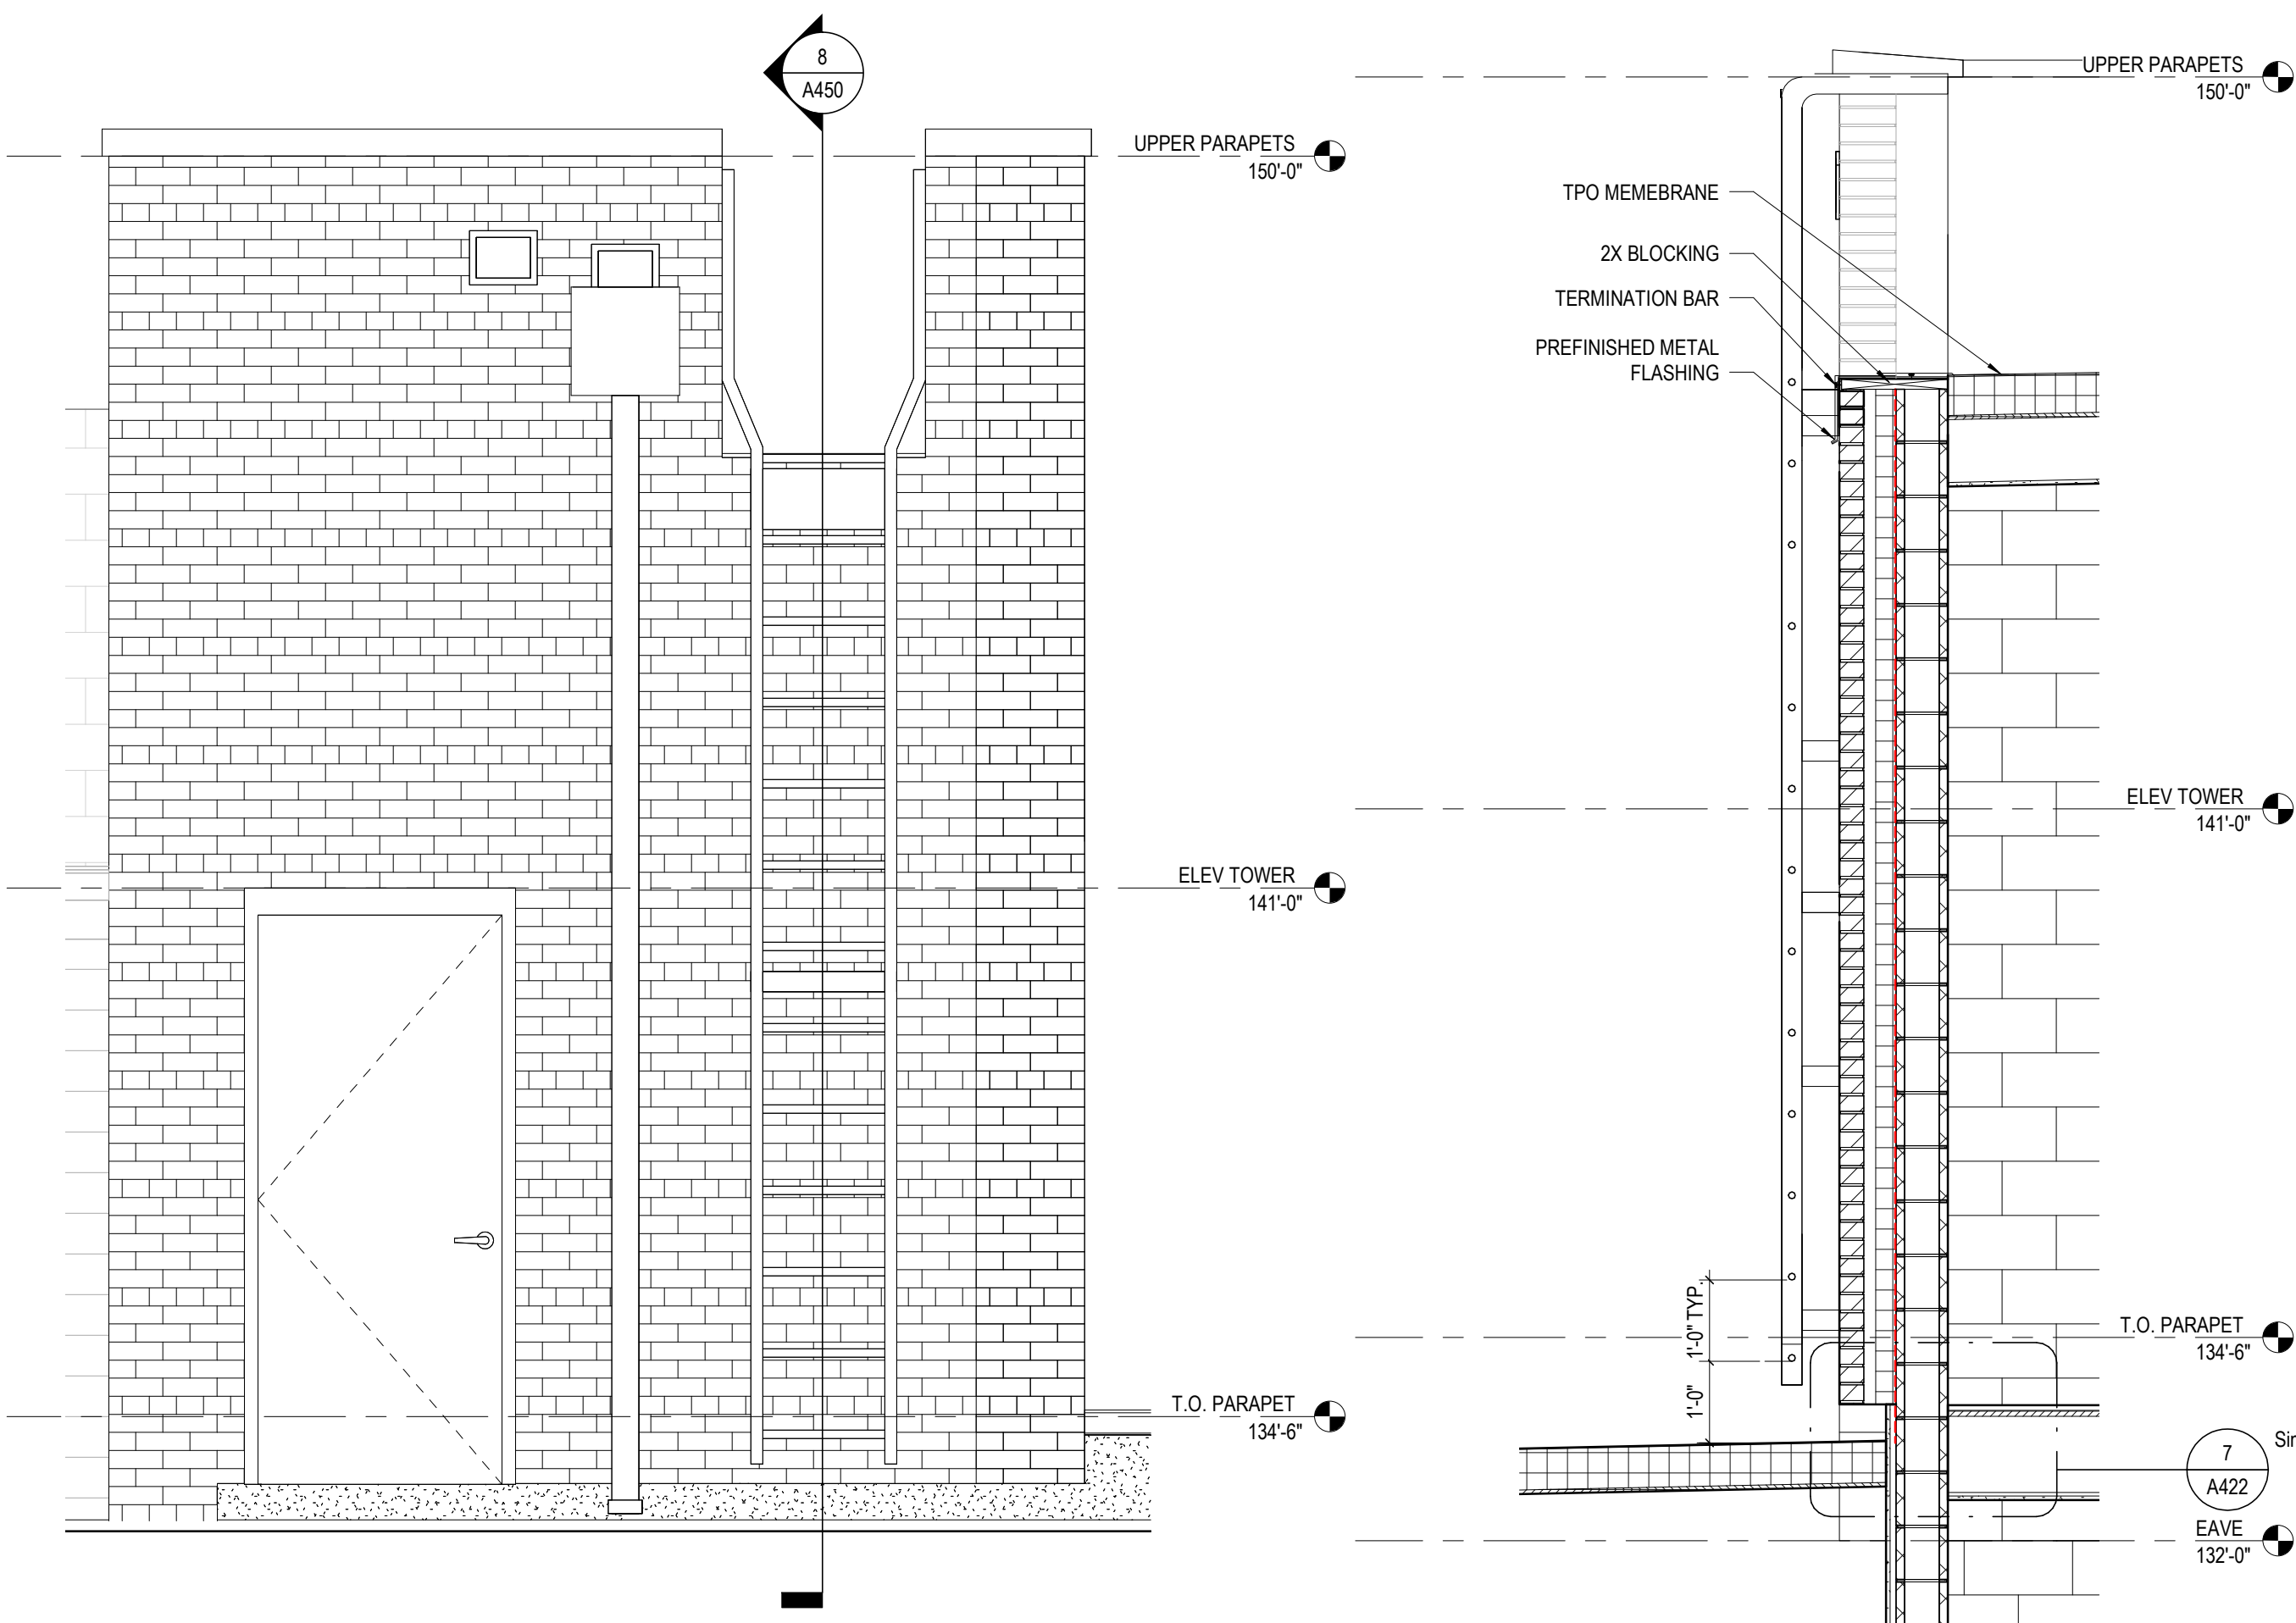 8
A450
UPPER PARAPETS
150'-0"
ELEV TOWER
141'-0"
T.O. PARAPET
134'-6"
UPPER PARAPETS
150'-0"
TPO MEMEBRANE
2X BLOCKING
TERMINATION BAR
PREFINISHED METAL
FLASHING
ELEV TOWER
141'-0"
1'-0" TYP.
1'-0"
T.O. PARAPET
134'-6"
7
A422
EAVE
132'-0"